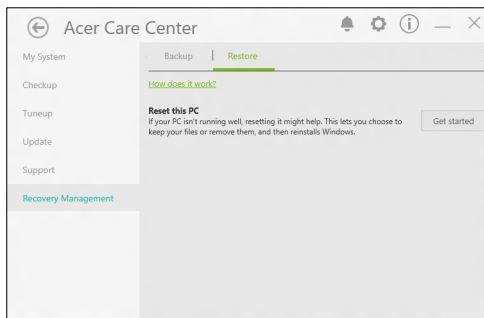 Acer Care Center
My System
Checkup
Tuneup
Update
Support
Recovery Management
Backup
Restore
How does it work?
Reset this PC
If your PC isn't running well, resetting it might help. This lets you choose to
keep your files or remove them, and then reinstalls Windows.
Get started